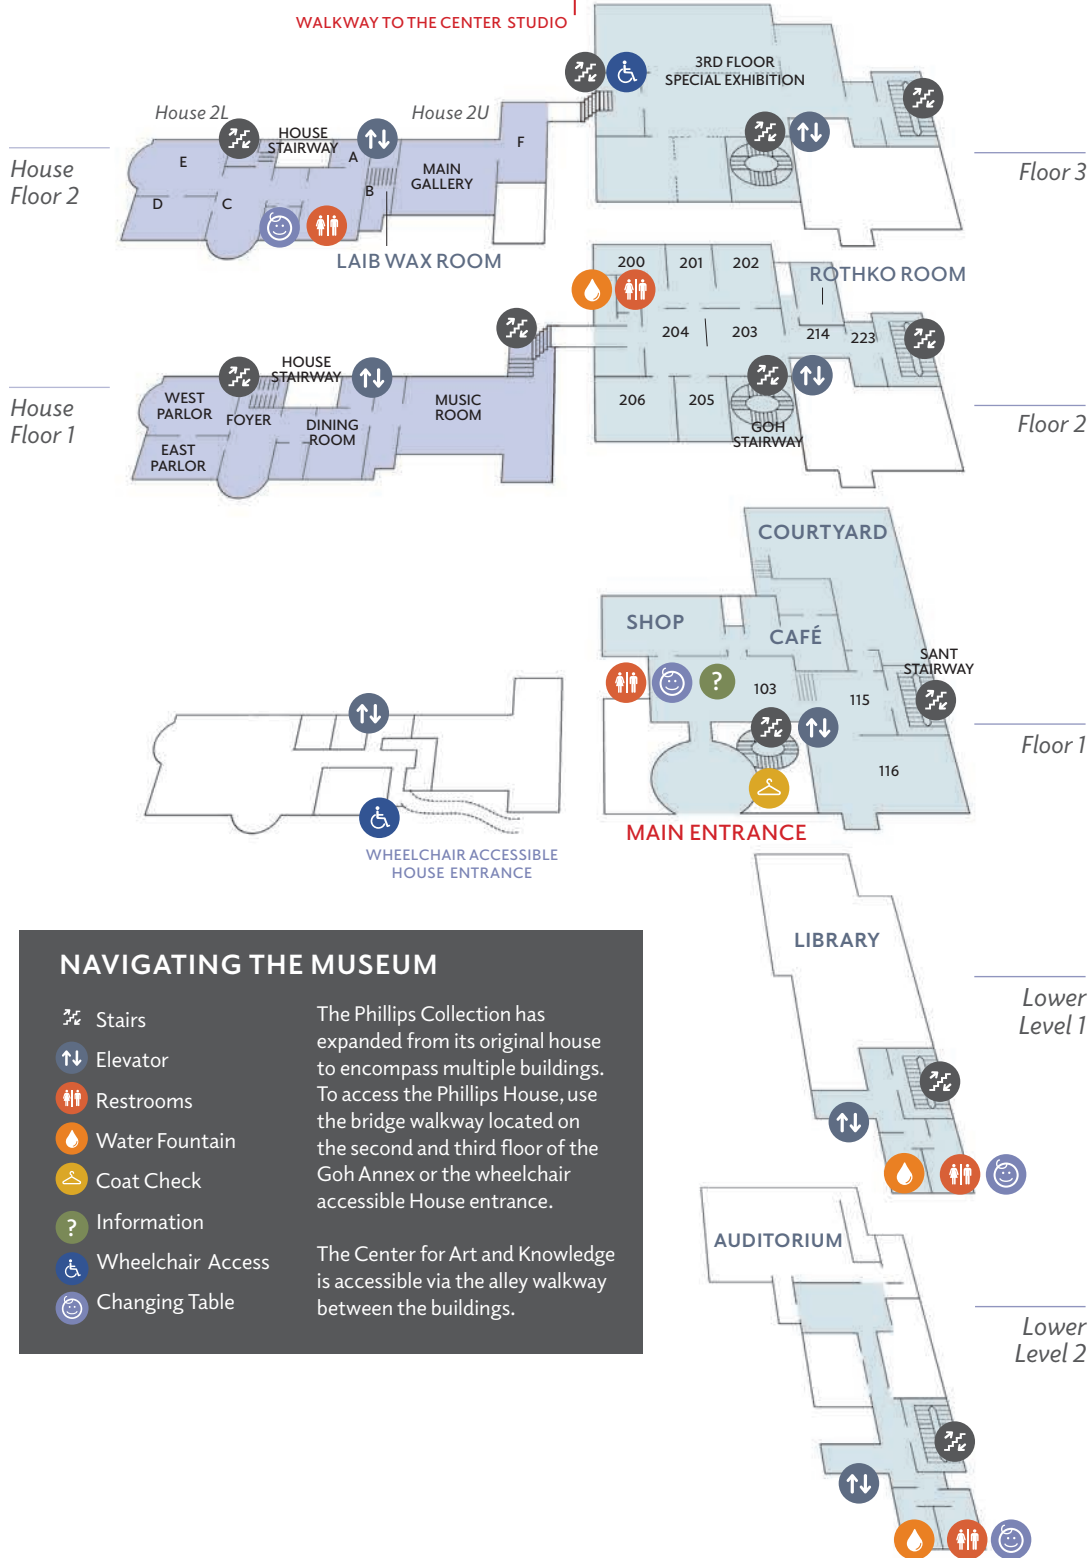 WALKWAY TO THE CENTER STUDIO
3RD FLOOR
SPECIAL EXHIBITION
Floor 3
House 2L
House 2U
HOUSE
STAIRWAY
House
Floor 2
E
D
C
A
B
MAIN
GALLERY
F
LAIB WAX ROOM
200
201
202
ROTHKO ROOM
204
203
214
223
206
205
GOH
STAIRWAY
Floor 2
HOUSE
STAIRWAY
House
Floor 1
WEST
PARLOR
FOYER
DINING
ROOM
MUSIC
ROOM
EAST
PARLOR
COURTYARD
SHOP
CAFÉ
SANT
STAIRWAY
?
103
115
116
Floor 1
MAIN ENTRANCE
WHEELCHAIR ACCESSIBLE
HOUSE ENTRANCE
LIBRARY
Lower
Level 1
AUDITORIUM
Lower
Level 2
NAVIGATING THE MUSEUM
Stairs
Elevator
Restrooms
Water Fountain
Coat Check
? Information
Wheelchair Access
Changing Table
The Phillips Collection has
expanded from its original house
to encompass multiple buildings.
To access the Phillips House, use
the bridge walkway located on
the second and third floor of the
Goh Annex or the wheelchair
accessible House entrance.
The Center for Art and Knowledge
is accessible via the alley walkway
between the buildings.